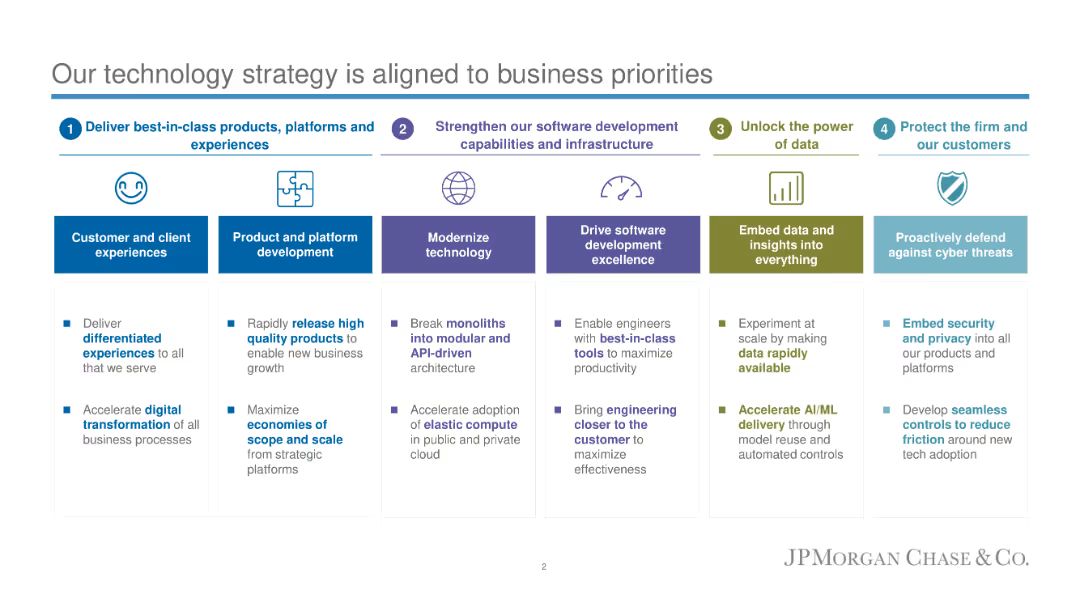 Our technology strategy is aligned to business priorities
1 Deliver best-in-class products, platforms and
experiences
2 Strengthen our software development
capabilities and infrastructure
3 Unlock the power
of data
4 Protect the firm and
our customers
Customer and client
experiences
Product and platform
development
Modernize
technology
Drive software
development
excellence
Embed data and
insights into
everything
Proactively defend
against cyber threats
■ Deliver
differentiated
experiences to all
that we serve
■ Accelerate digital
transformation of all
business processes
■ Rapidly release high
quality products to
enable new business
growth
■ Maximize
economies of
scope and scale
from strategic
platforms
■ Break monoliths
into modular and
API-driven
architecture
■ Accelerate adoption
of elastic compute
in public and private
cloud
■ Enable engineers
with best-in-class
tools to maximize
productivity
■ Bring engineering
closer to the
customer to
maximize
effectiveness
■ Experiment at
scale by making
data rapidly
available
■ Accelerate AI/ML
delivery through
model reuse and
automated controls
■ Embed security
and privacy into all
our products and
platforms
■ Develop seamless
controls to reduce
friction around new
tech adoption
2
JPMORGAN CHASE & CO.